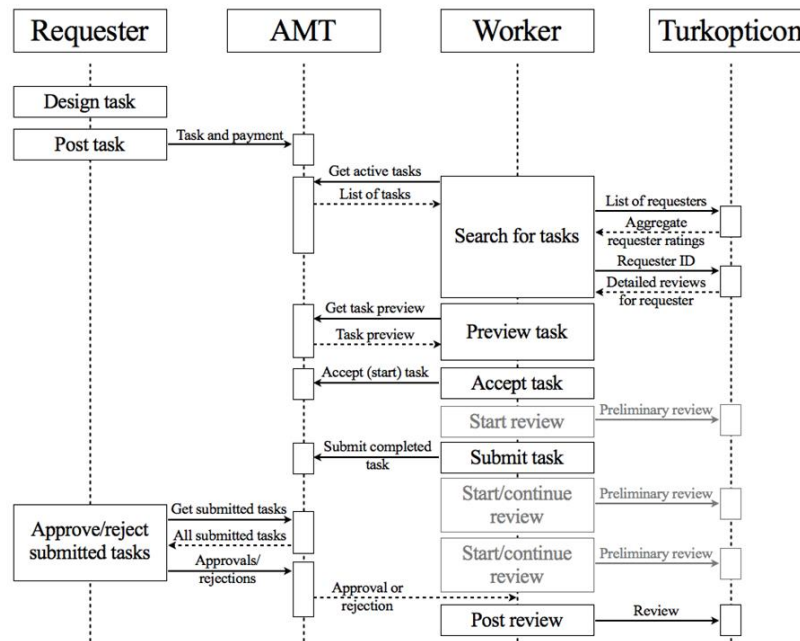 Requester
AMT
Worker
Turkopticon
Design task
Post task
Task and payment
Get active tasks
List of tasks
Search for tasks
List of requesters
Aggregate
requester ratings
Requester ID
Detailed reviews
for requester
Get task preview
Task preview
Preview task
Accept (start) task
Accept task
Start review
Preliminary review
Submit completed
task
Submit task
Start/continue
review
Preliminary review
Approve/reject
submitted tasks
Get submitted tasks
All submitted tasks
Approvals/
rejections
Start/continue
review
Preliminary review
Approval or
rejection
Post review
Review